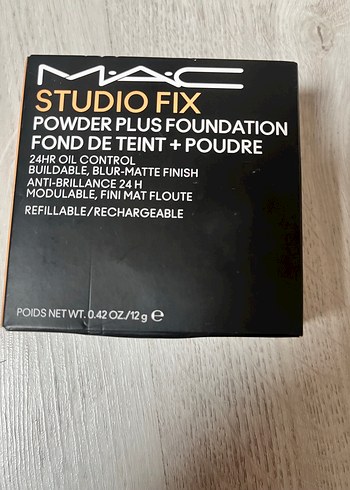 M·A·C
STUDIO FIX
POWDER PLUS FOUNDATION
FOND DE TEINT + POUDRE
24HR OIL CONTROL
BUILDABLE, BLUR-MATTE FINISH
ANTI-BRILLANCE 24 H
MODULABLE, FINI MAT FLOUTE
REFILLABLE/RECHARGEABLE
POIDS NET WT. 0.42 OZ./12 g ℮